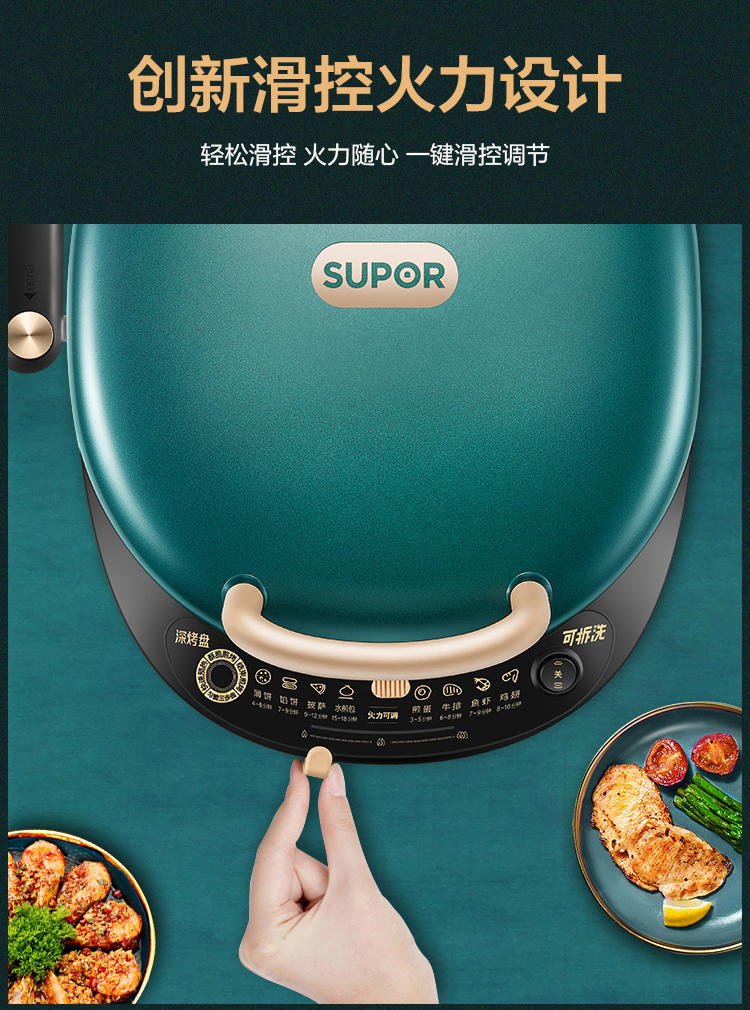 创新滑控火力设计
轻松滑控 火力随心 一键滑控调节
PUSH
SUPOR
深烤盘
可拆洗
薄饼 馅饼 披萨 水煎包 火力可调 煎蛋 牛排 鱼虾 鸡翅
4~6分钟 7~9分钟 9~12分钟 15~18分钟 3~5分钟 6~8分钟 7~9分钟 8~10分钟
关